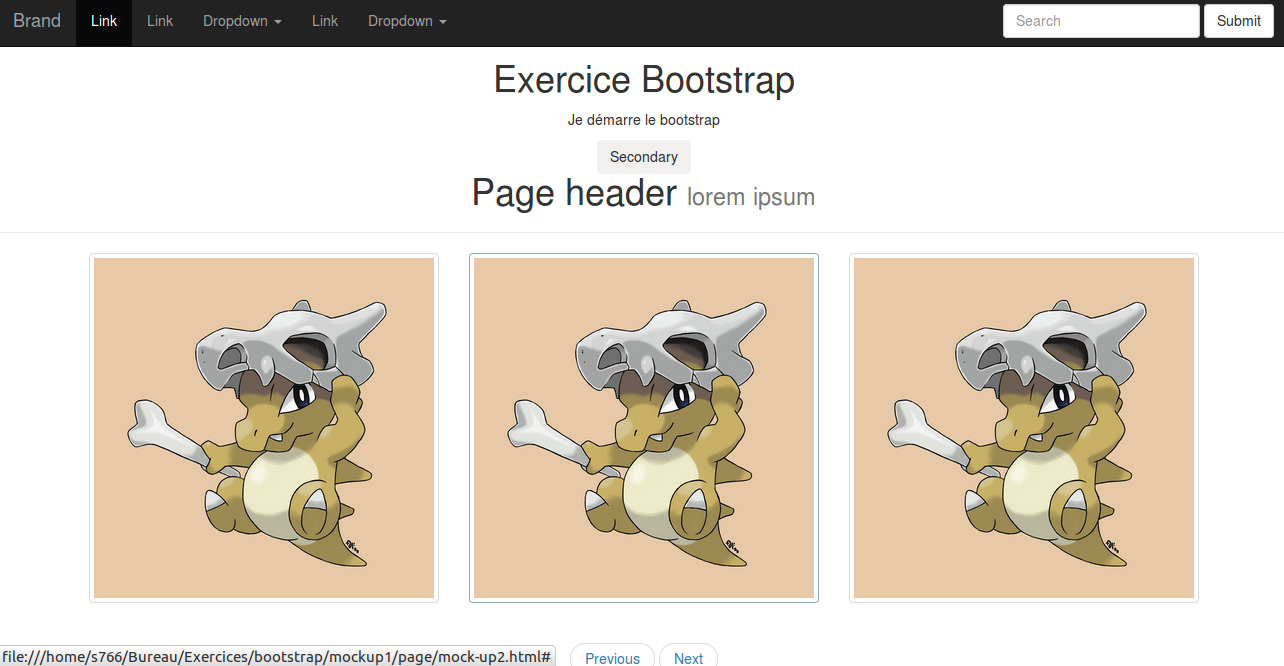 Brand Link Link Dropdown Link Dropdown Search Submit
Exercice Bootstrap
Je démarre le bootstrap
Secondary
Page header lorem ipsum
file:///home/s766/Bureau/Exercices/bootstrap/mockup1/page/mock-up2.html# Previous Next